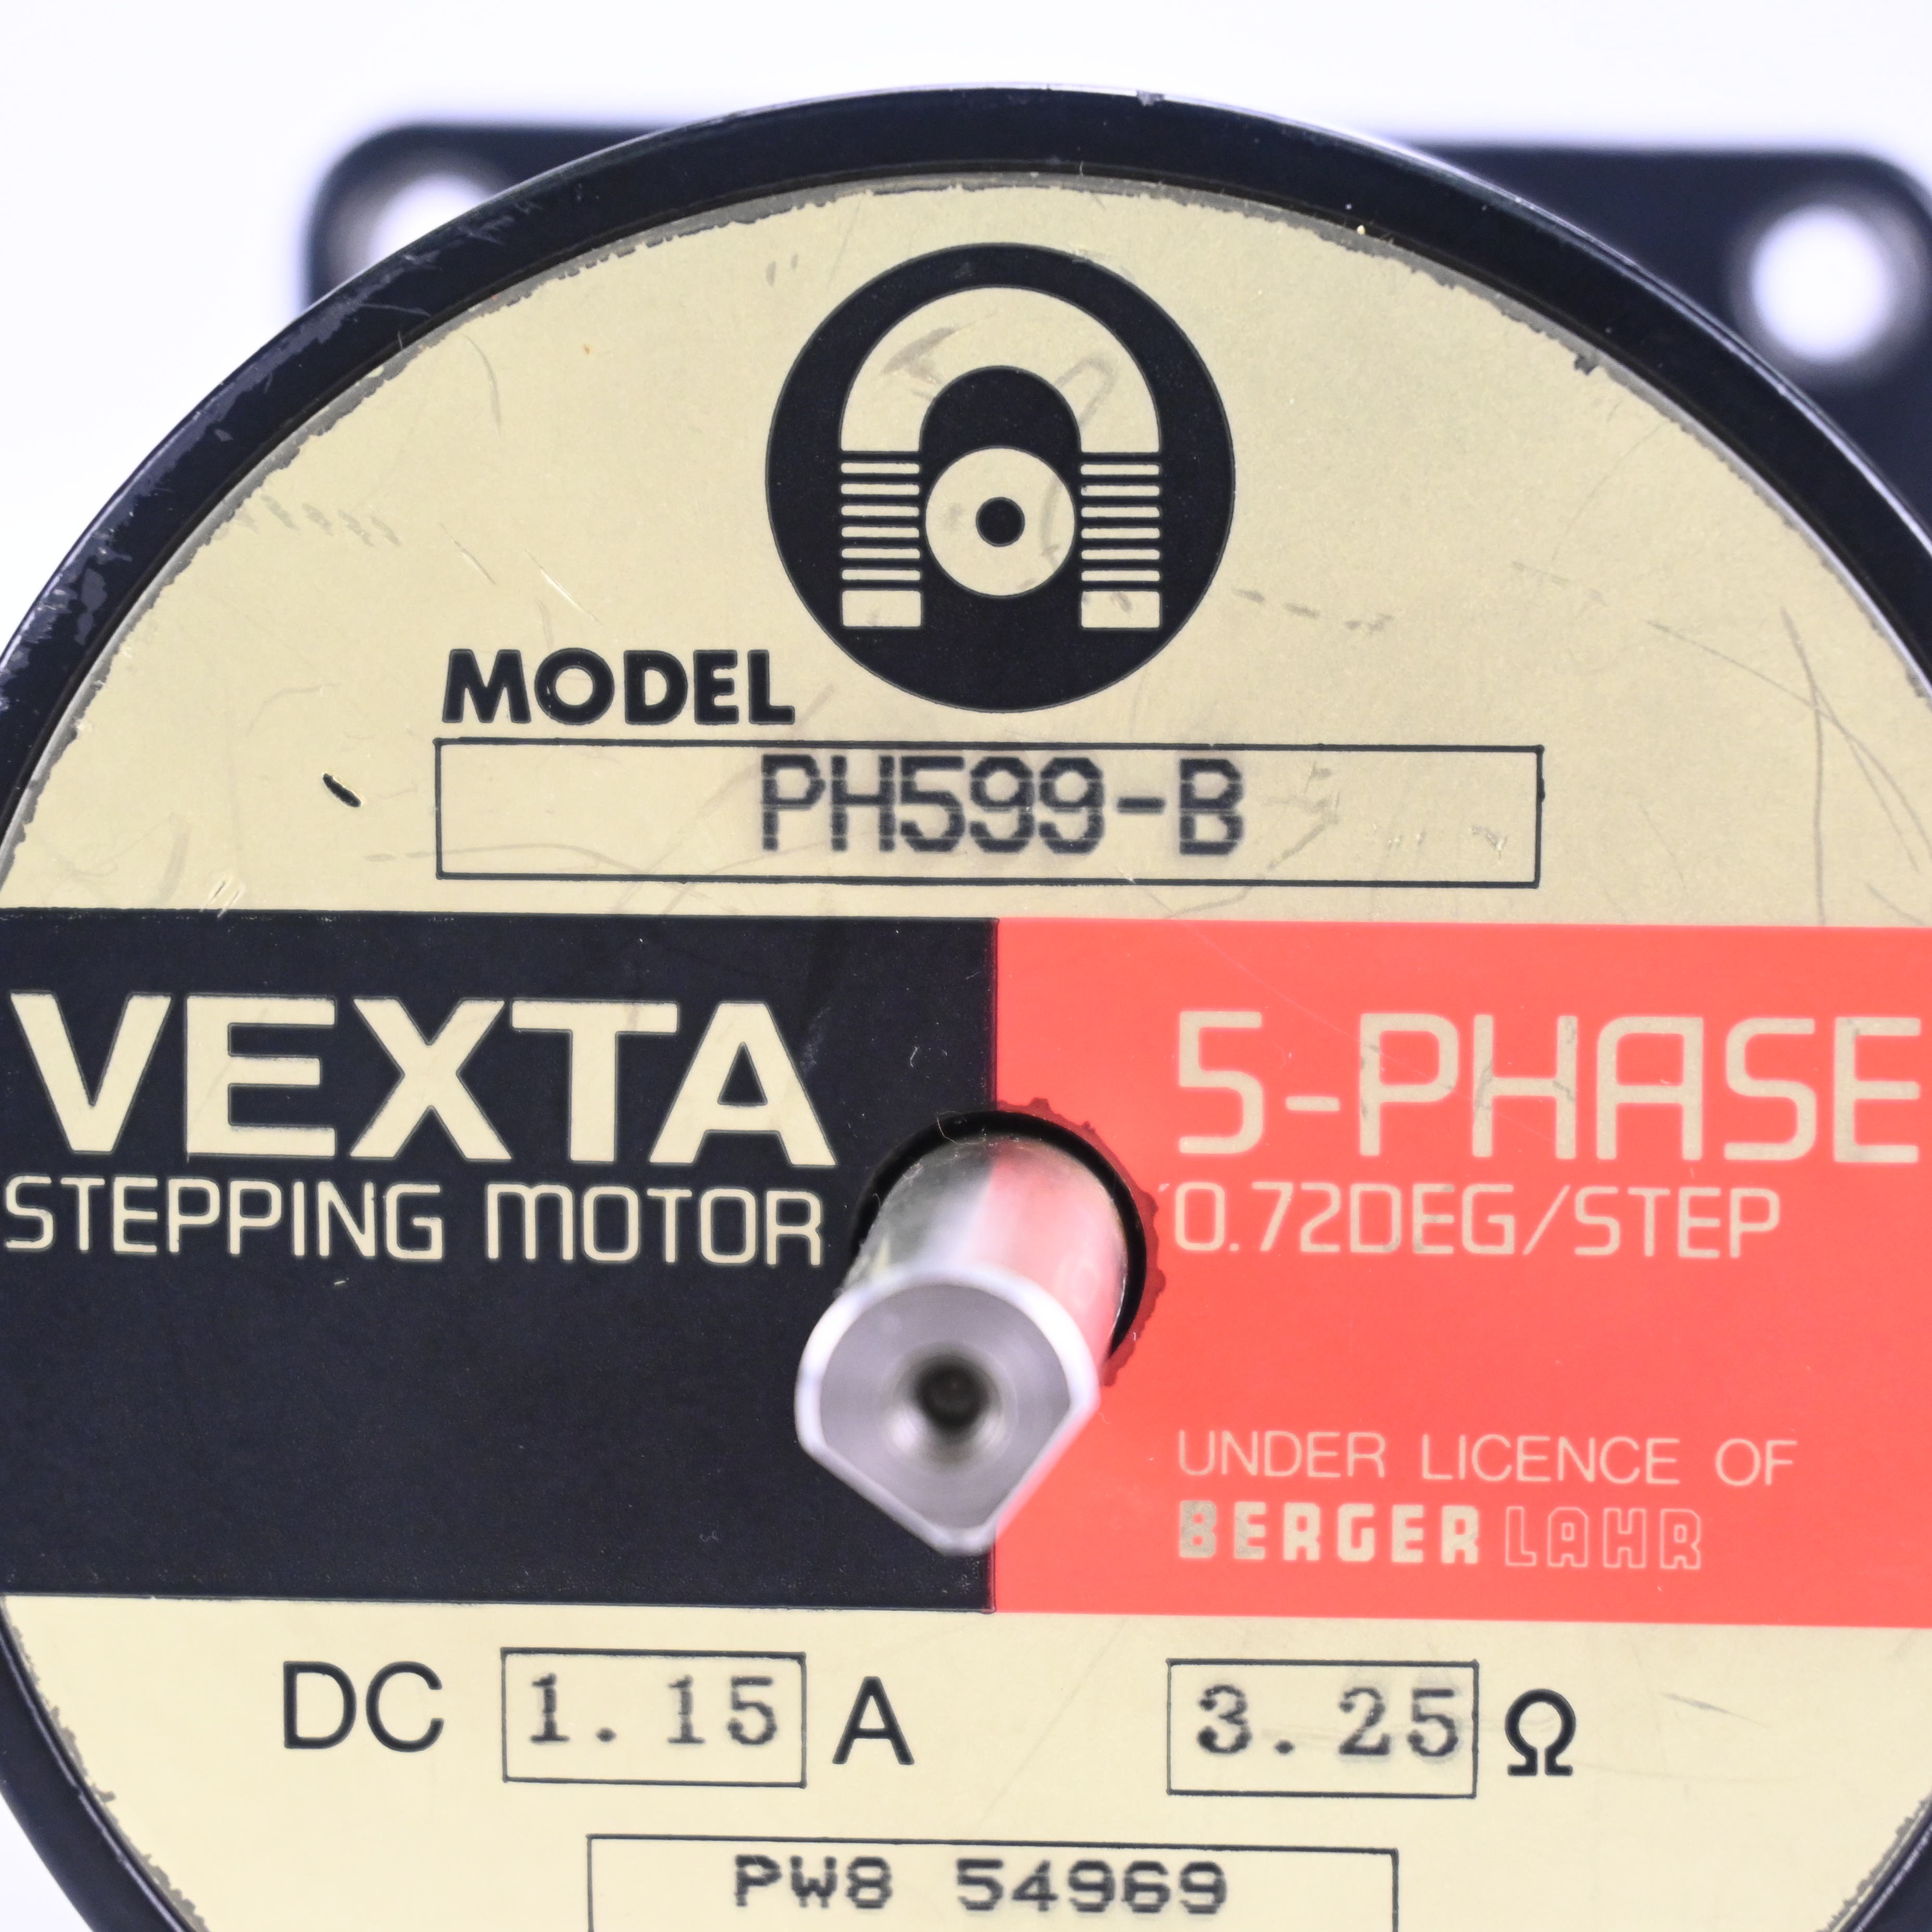 MODEL
PH599-B
VEXTA
STEPPING MOTOR
5-PHASE
0.72DEG/STEP
UNDER LICENCE OF
BERGER LAHR
DC 1.15 A
3.25 Ω
PW8 54969